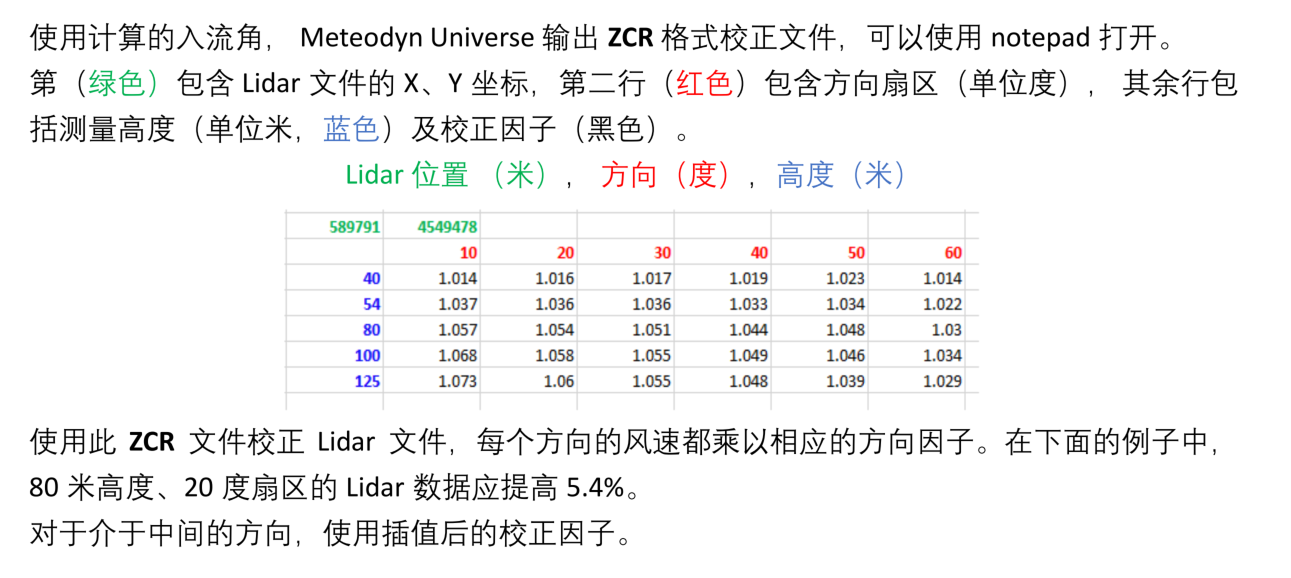 使用计算的入流角， Meteodyn Universe 输出 ZCR 格式校正文件，可以使用 notepad 打开。
第（绿色）包含 Lidar 文件的 X、Y 坐标，第二行（红色）包含方向扇区（单位度）， 其余行包
括测量高度（单位米，蓝色）及校正因子（黑色）。
Lidar 位置 （米）， 方向（度）, 高度（米）
589791 4549478
10 20 30 40 50 60
40 1.014 1.016 1.017 1.019 1.023 1.014
54 1.037 1.036 1.036 1.033 1.034 1.022
80 1.057 1.054 1.051 1.044 1.048 1.03
100 1.068 1.058 1.055 1.049 1.046 1.034
125 1.073 1.06 1.055 1.048 1.039 1.029
使用此 ZCR 文件校正 Lidar 文件，每个方向的风速都乘以相应的方向因子。在下面的例子中，
80 米高度、20 度扇区的 Lidar 数据应提高 5.4%。
对于介于中间的方向，使用插值后的校正因子。